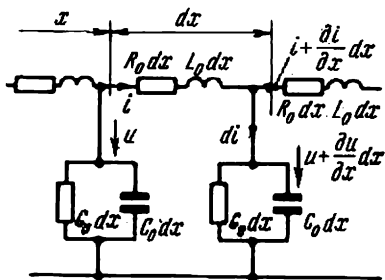 x dx
i + ∂i/∂x dx
R₀dx L₀dx
i R₀dx L₀dx
u di u + ∂u/∂x dx
G₀dx C₀dx G₀dx C₀dx